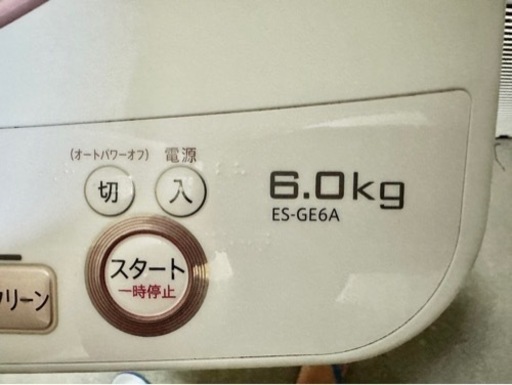 (オートパワーオフ) 電源
切 入
6.0kg
ES-GE6A
スタート
一時停止
リーン